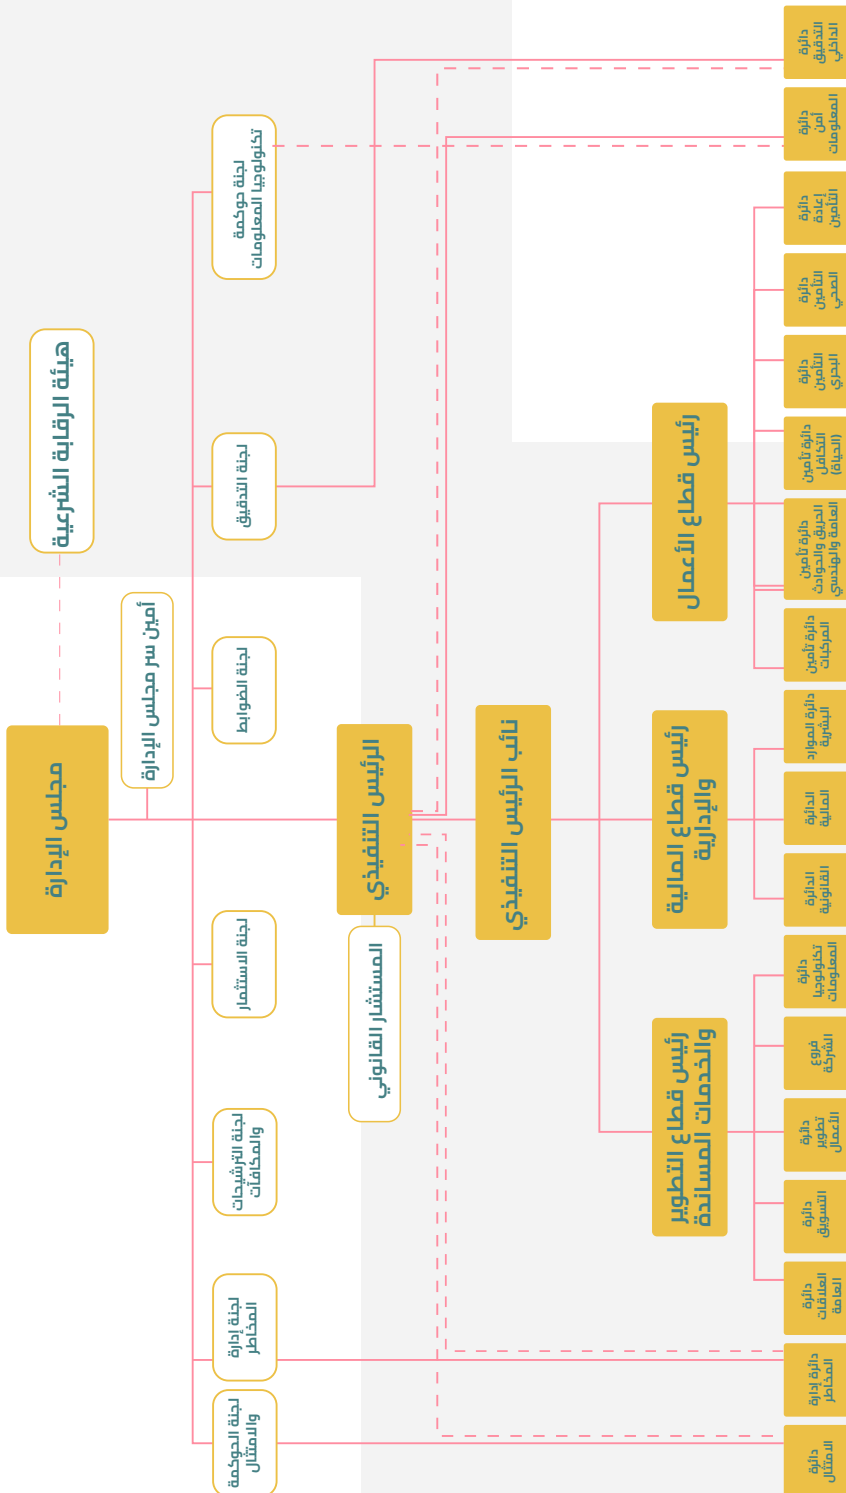 مجلس الإدارة
هيئة الرقابة الشرعية
أمين سر مجلس الإدارة
لجنة حوكمة
تكنولوجيا المعلومات
لجنة التدقيق
لجنة الضوابط
لجنة الاستثمار
لجنة الترشيحات
والمكافآت
لجنة إدارة
المخاطر
لجنة الحوكمة
والامتثال
الرئيس التنفيذي
المستشار القانوني
نائب الرئيس التنفيذي
رئيس قطاع الأعمال
رئيس قطاع المالية
والإدارية
رئيس قطاع التطوير
والخدمات المساندة
دائرة
التدقيق
الداخلي
دائرة
أمن
المعلومات
دائرة
إعادة
التأمين
دائرة
التأمين
الصحي
دائرة
التأمين
البحري
دائرة تأمين
التكافل
(الحياة)
دائرة تأمين
الحريق والحوادث
العامة والهندسي
دائرة تأمين
المركبات
دائرة الموارد
البشرية
الدائرة
المالية
الدائرة
القانونية
دائرة
تكنولوجيا
المعلومات
فروع
الشركة
دائرة
تطوير
الأعمال
دائرة
التسويق
دائرة
العلاقات
العامة
دائرة إدارة
المخاطر
دائرة
الامتثال